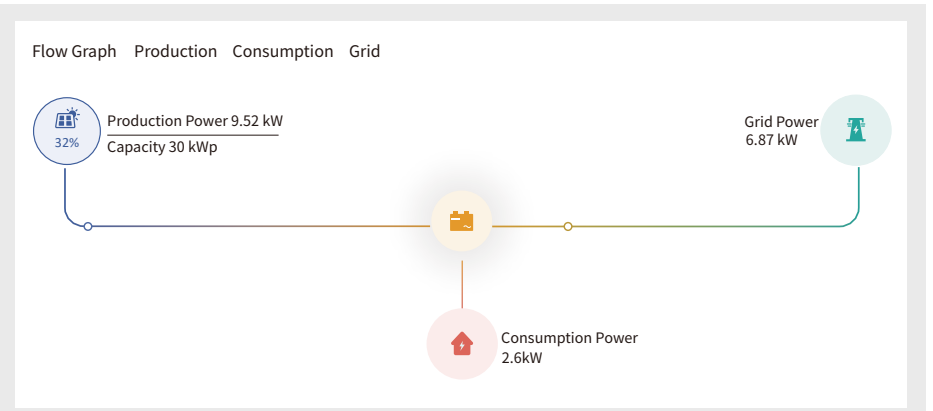 Flow Graph Production Consumption Grid
32%
Production Power 9.52 kW
Capacity 30 kWp
Grid Power
6.87 kW
Consumption Power
2.6kW